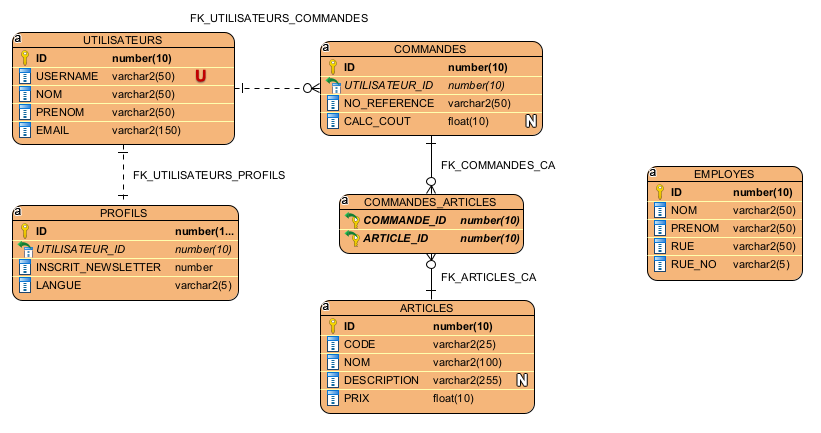 FK_UTILISATEURS_COMMANDES
a
UTILISATEURS
ID number(10)
USERNAME varchar2(50) U
NOM varchar2(50)
PRENOM varchar2(50)
EMAIL varchar2(150)
a
COMMANDES
ID number(10)
UTILISATEUR_ID number(10)
NO_REFERENCE varchar2(50)
CALC_COUT float(10) N
FK_UTILISATEURS_PROFILS
FK_COMMANDES_CA
a
PROFILS
ID number(1...
UTILISATEUR_ID number(10)
INSCRIT_NEWSLETTER number
LANGUE varchar2(5)
a
COMMANDES_ARTICLES
COMMANDE_ID number(10)
ARTICLE_ID number(10)
FK_ARTICLES_CA
a
ARTICLES
ID number(10)
CODE varchar2(25)
NOM varchar2(100)
DESCRIPTION varchar2(255) N
PRIX float(10)
a
EMPLOYES
ID number(10)
NOM varchar2(50)
PRENOM varchar2(50)
RUE varchar2(50)
RUE_NO varchar2(5)